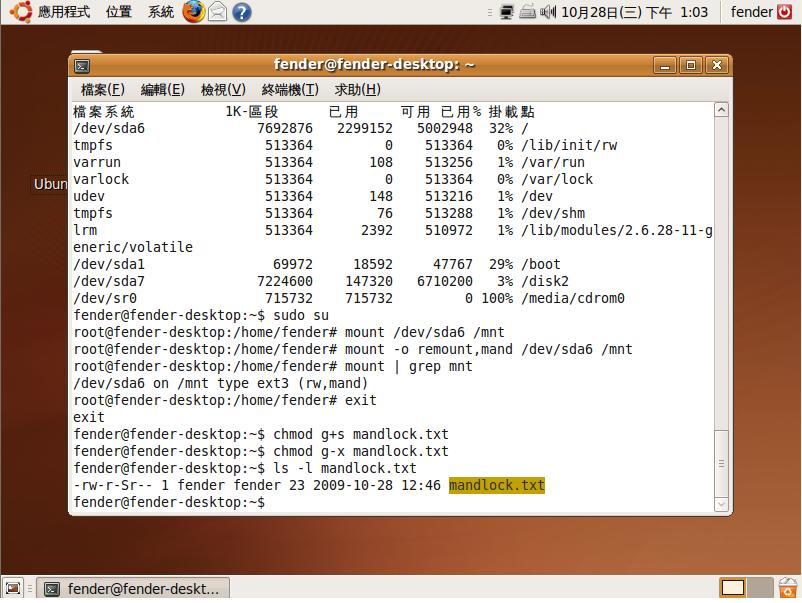 應用程式 位置 系統 10月28日(三) 下午 1:03 fender
fender@fender-desktop: ~
檔案(F) 編輯(E) 檢視(V) 終端機(T) 求助(H)
檔案系統 1K-區段 已用 可用 已用% 掛載點
/dev/sda6 7692876 2299152 5002948 32% /
tmpfs 513364 0 513364 0% /lib/init/rw
varrun 513364 108 513256 1% /var/run
varlock 513364 0 513364 0% /var/lock
udev 513364 148 513216 1% /dev
tmpfs 513364 76 513288 1% /dev/shm
lrm 513364 2392 510972 1% /lib/modules/2.6.28-11-g
eneric/volatile
/dev/sda1 69972 18592 47767 29% /boot
/dev/sda7 7224600 147320 6710200 3% /disk2
/dev/sr0 715732 715732 0 100% /media/cdrom0
fender@fender-desktop:~$ sudo su
root@fender-desktop:/home/fender# mount /dev/sda6 /mnt
root@fender-desktop:/home/fender# mount -o remount,mand /dev/sda6 /mnt
root@fender-desktop:/home/fender# mount | grep mnt
/dev/sda6 on /mnt type ext3 (rw,mand)
root@fender-desktop:/home/fender# exit
exit
fender@fender-desktop:~$ chmod g+s mandlock.txt
fender@fender-desktop:~$ chmod g-x mandlock.txt
fender@fender-desktop:~$ ls -l mandlock.txt
-rw-r-Sr-- 1 fender fender 23 2009-10-28 12:46 mandlock.txt
fender@fender-desktop:~$
Ubun
fender@fender-deskt...